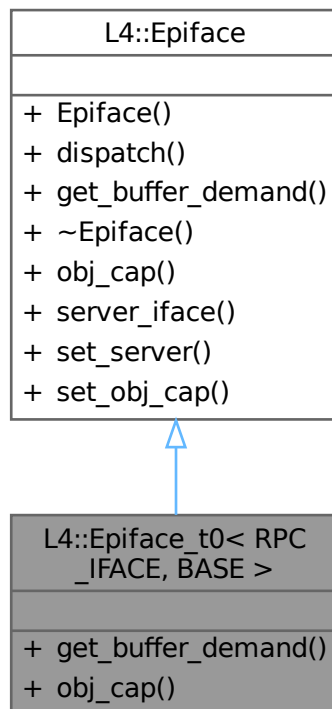 L4::Epiface
+ Epiface()
+ dispatch()
+ get_buffer_demand()
+ ~Epiface()
+ obj_cap()
+ server_iface()
+ set_server()
+ set_obj_cap()
L4::Epiface_t0< RPC
_IFACE, BASE >
+ get_buffer_demand()
+ obj_cap()